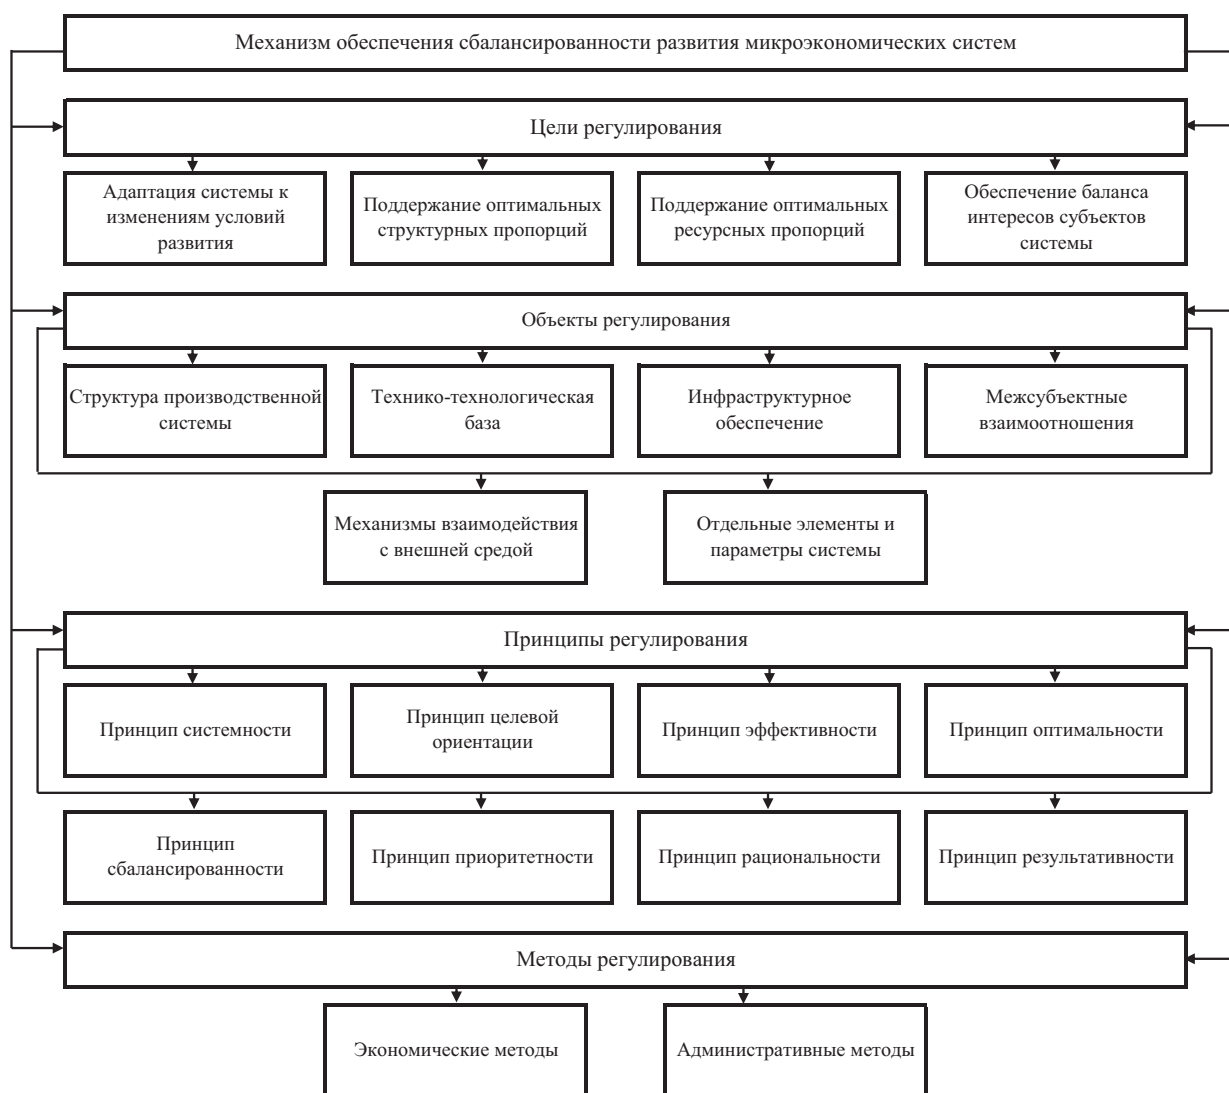 Механизм обеспечения сбалансированности развития микроэкономических систем
Цели регулирования
Адаптация системы к
изменениям условий
развития
Поддержание оптимальных
структурных пропорций
Поддержание оптимальных
ресурсных пропорций
Обеспечение баланса
интересов субъектов
системы
Объекты регулирования
Структура производственной
системы
Технико-технологическая
база
Инфраструктурное
обеспечение
Межсубъектные
взаимоотношения
Механизмы взаимодействия
с внешней средой
Отдельные элементы и
параметры системы
Принципы регулирования
Принцип системности
Принцип целевой
ориентации
Принцип эффективности
Принцип оптимальности
Принцип
сбалансированности
Принцип приоритетности
Принцип рациональности
Принцип результативности
Методы регулирования
Экономические методы
Административные методы